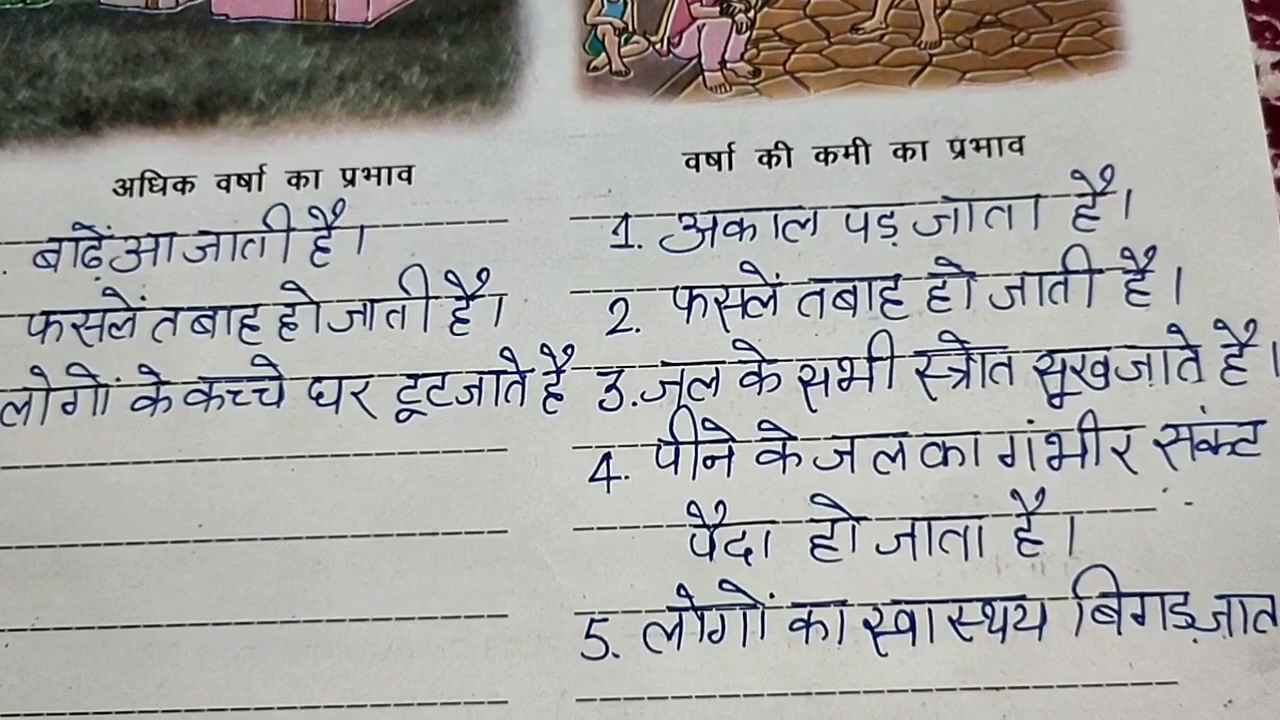 अधिक वर्षा का प्रभाव
. बाढ़ें आ जाती है।
फसलें तबाह हो जाती है।
लोगों के कच्चे घर टूट जाते है
वर्षा की कमी का प्रभाव
1. अकाल पड़ जाता है।
2. फसलें तबाह हो जाती है।
3. जल के सभी स्त्रोत सूख जाते है।
4. पीने के जल का गंभीर संकट
पैदा हो जाता है।
5. लोगों का स्वास्थय बिगड़ जात